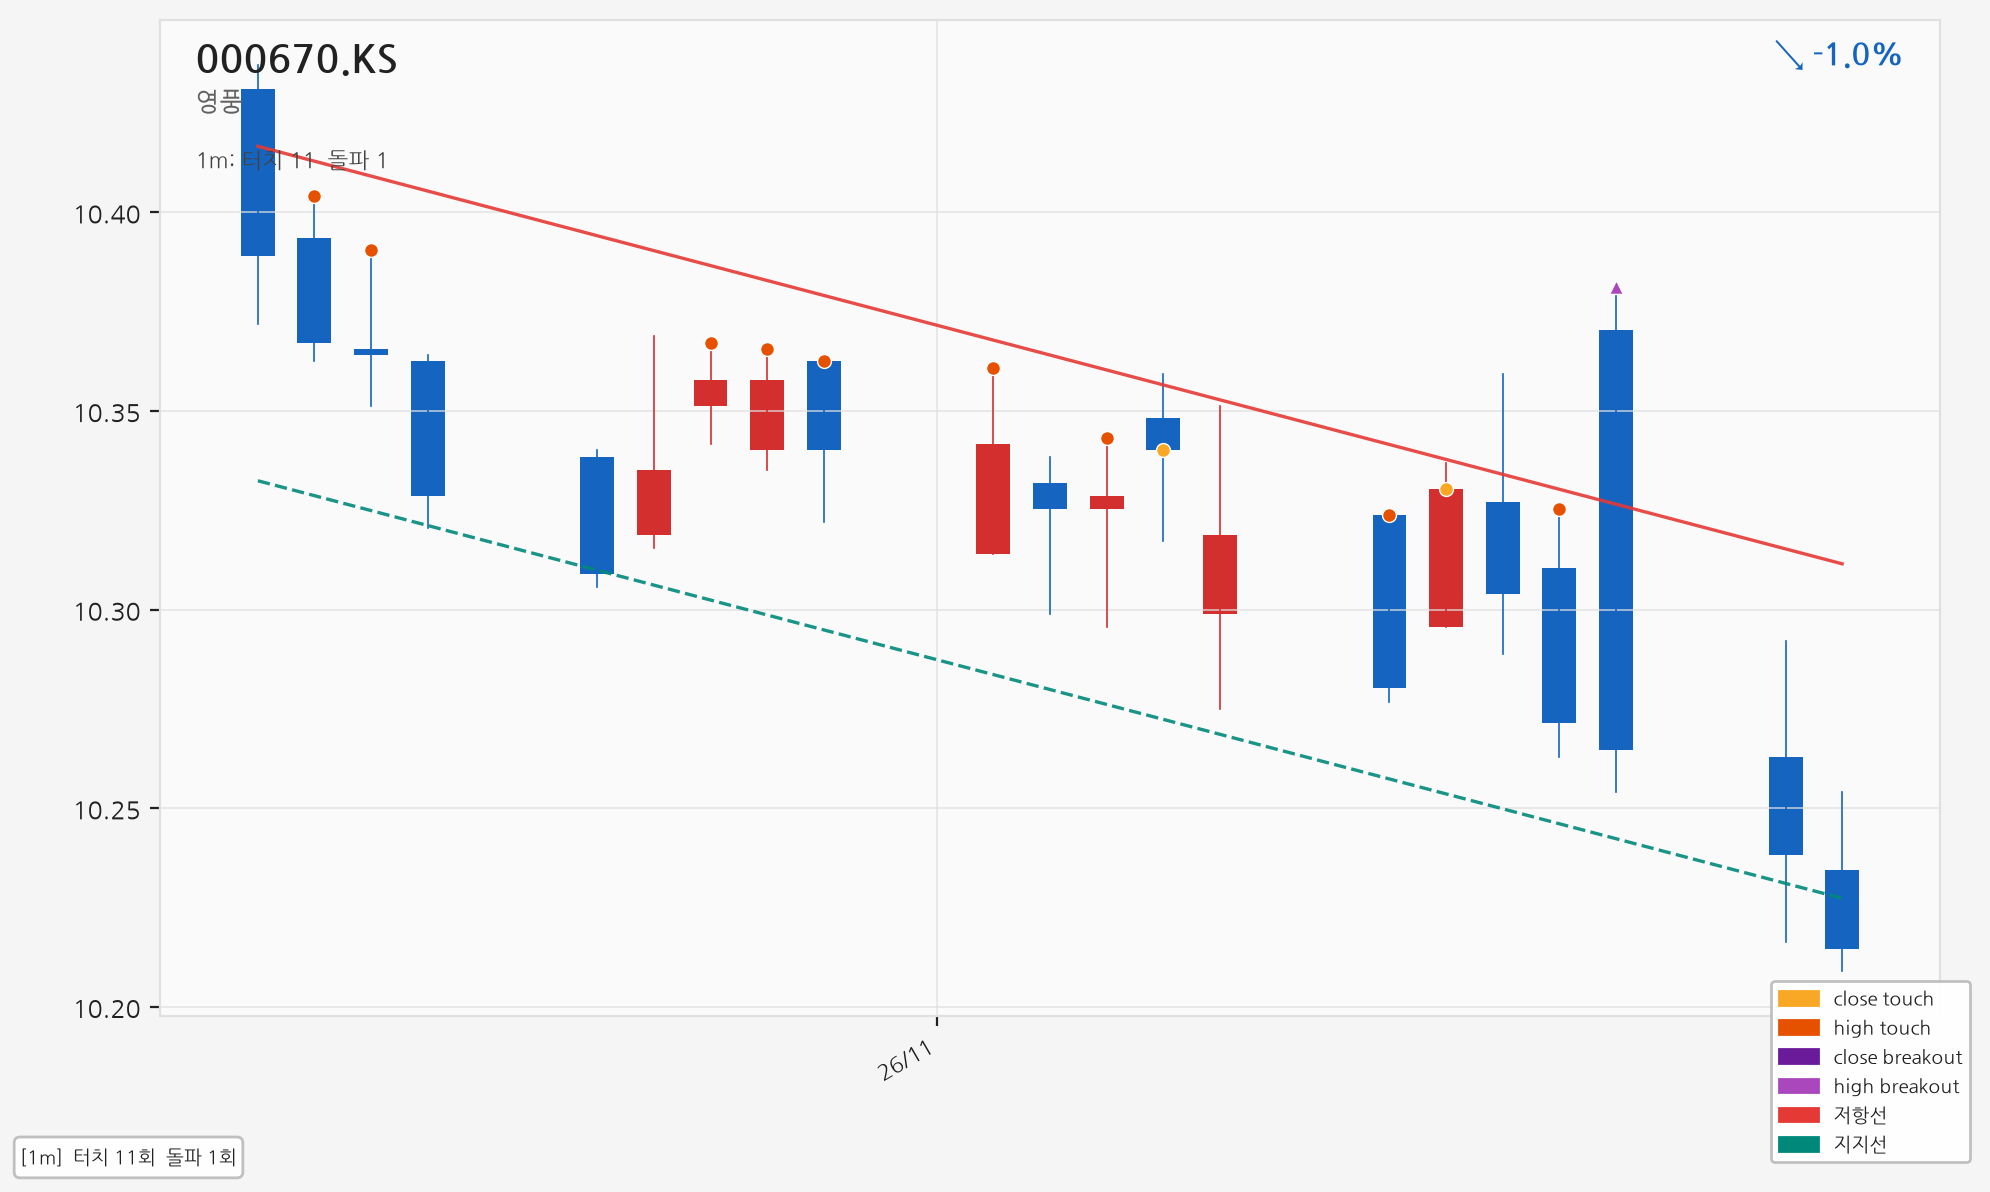 000670.KS
-1.0%
영풍
1m: 터치 11  돌파 1
10.40
10.35
10.30
10.25
10.20
26/11
close touch
high touch
close breakout
high breakout
저항선
지지선
[1m]  터치 11회  돌파 1회